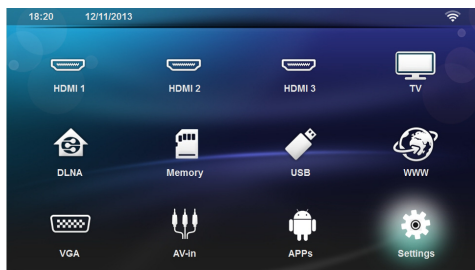 18:20 12/11/2013
HDMI 1 HDMI 2 HDMI 3 TV
DLNA Memory USB WWW
VGA AV-in APPs Settings